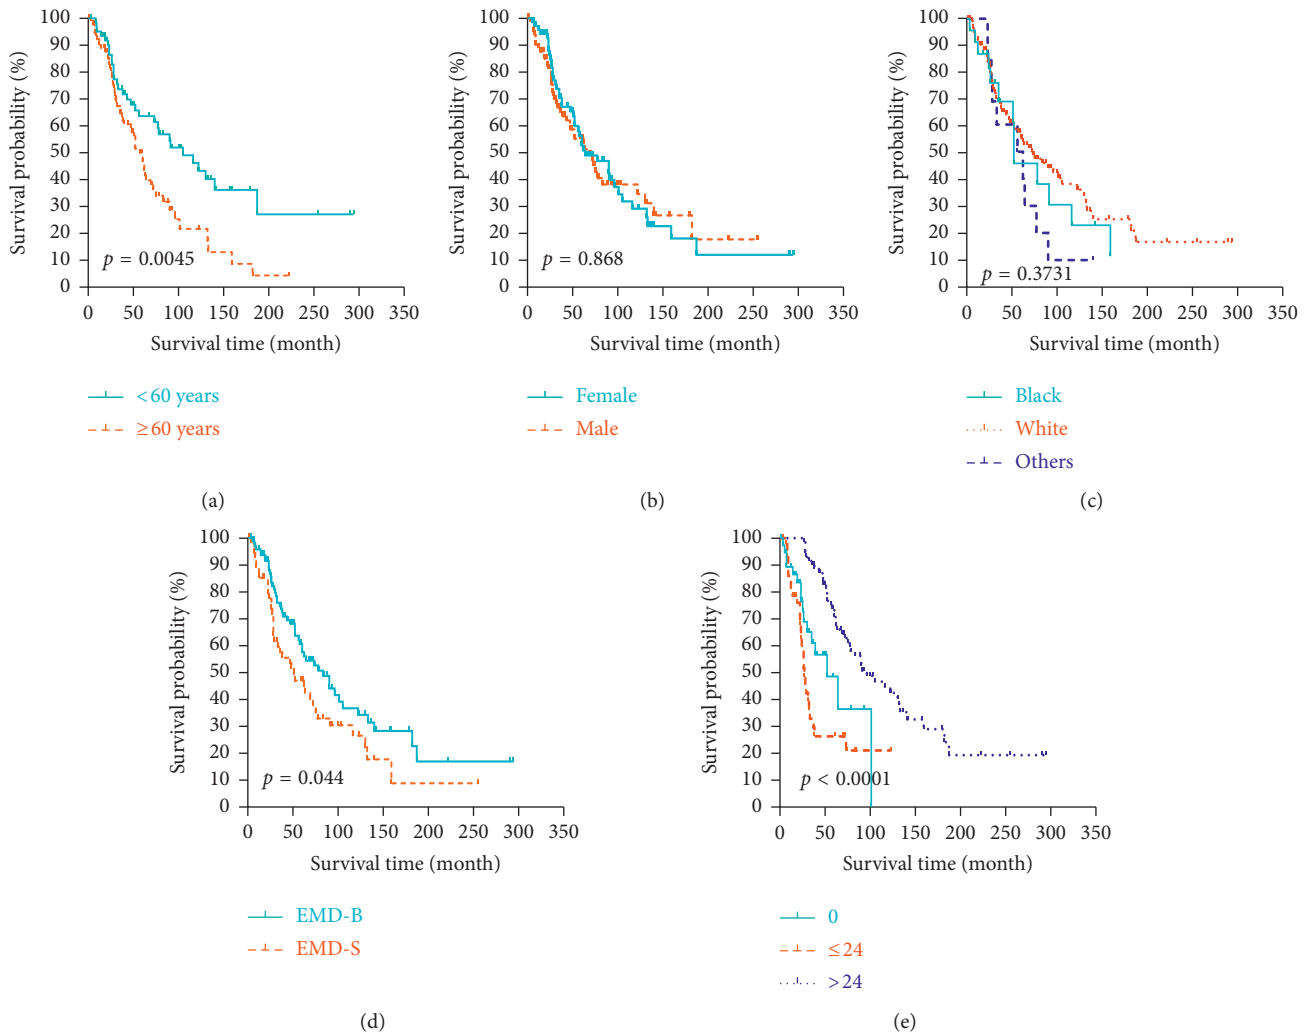 100
90
80
70
60
50
40
30
20
10
0
Survival probability (%)
p = 0.0045
0 50 100 150 200 250 300 350
Survival time (month)
<60 years
≥60 years
(a)
100
90
80
70
60
50
40
30
20
10
0
Survival probability (%)
p = 0.868
0 50 100 150 200 250 300 350
Survival time (month)
Female
Male
(b)
100
90
80
70
60
50
40
30
20
10
0
Survival probability (%)
p = 0.3731
0 50 100 150 200 250 300 350
Survival time (month)
Black
White
Others
(c)
100
90
80
70
60
50
40
30
20
10
0
Survival probability (%)
p = 0.044
0 50 100 150 200 250 300 350
Survival time (month)
EMD-B
EMD-S
(d)
100
90
80
70
60
50
40
30
20
10
0
Survival probability (%)
p < 0.0001
0 50 100 150 200 250 300 350
Survival time (month)
0
≤24
>24
(e)